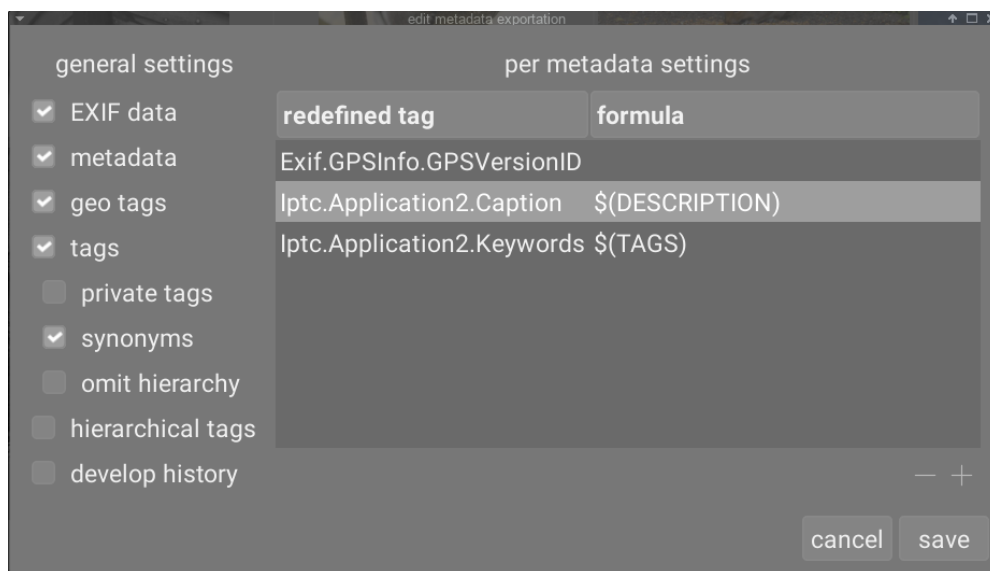 edit metadata exportation
general settings
per metadata settings
EXIF data
metadata
geo tags
tags
private tags
synonyms
omit hierarchy
hierarchical tags
develop history
redefined tag formula
Exif.GPSInfo.GPSVersionID
Iptc.Application2.Caption $(DESCRIPTION)
Iptc.Application2.Keywords $(TAGS)
cancel save